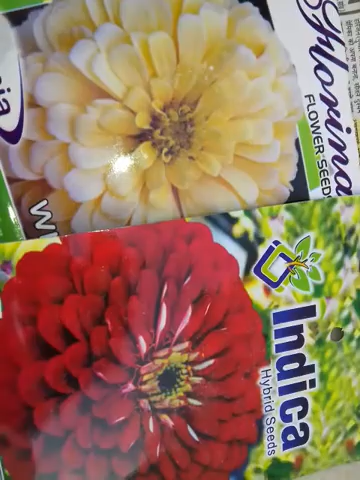 Florina
FLOWER SEEDS
W
Indica
Hybrid Seeds